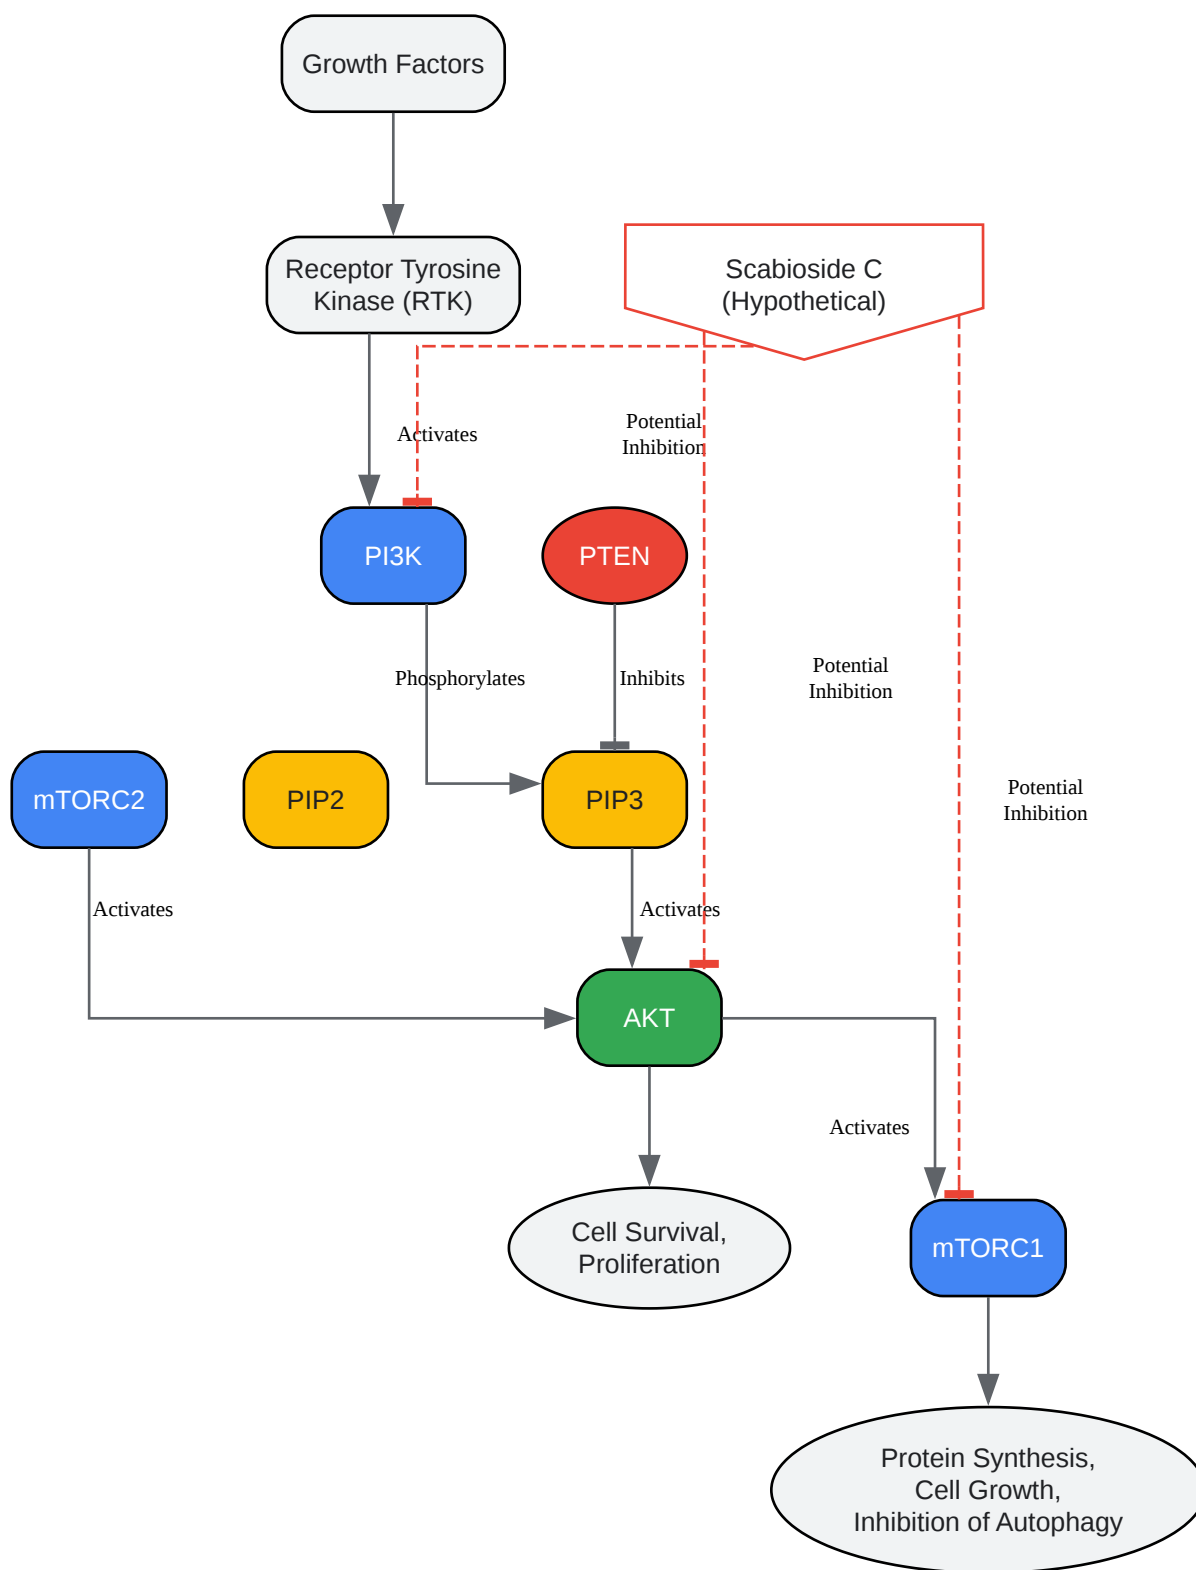 Growth Factors
Receptor Tyrosine
Kinase (RTK)
Scabioside C
(Hypothetical)
Activates
Potential
Inhibition
PI3K
PTEN
Phosphorylates
Inhibits
Potential
Inhibition
mTORC2
PIP2
PIP3
Potential
Inhibition
Activates
Activates
AKT
Activates
Cell Survival,
Proliferation
mTORC1
Protein Synthesis,
Cell Growth,
Inhibition of Autophagy